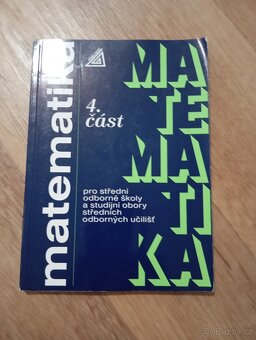 matematika
4.
část
MA
TE
MA
TI
KA
pro střední
odborné školy
a studijní obory
středních
odborných učilišť